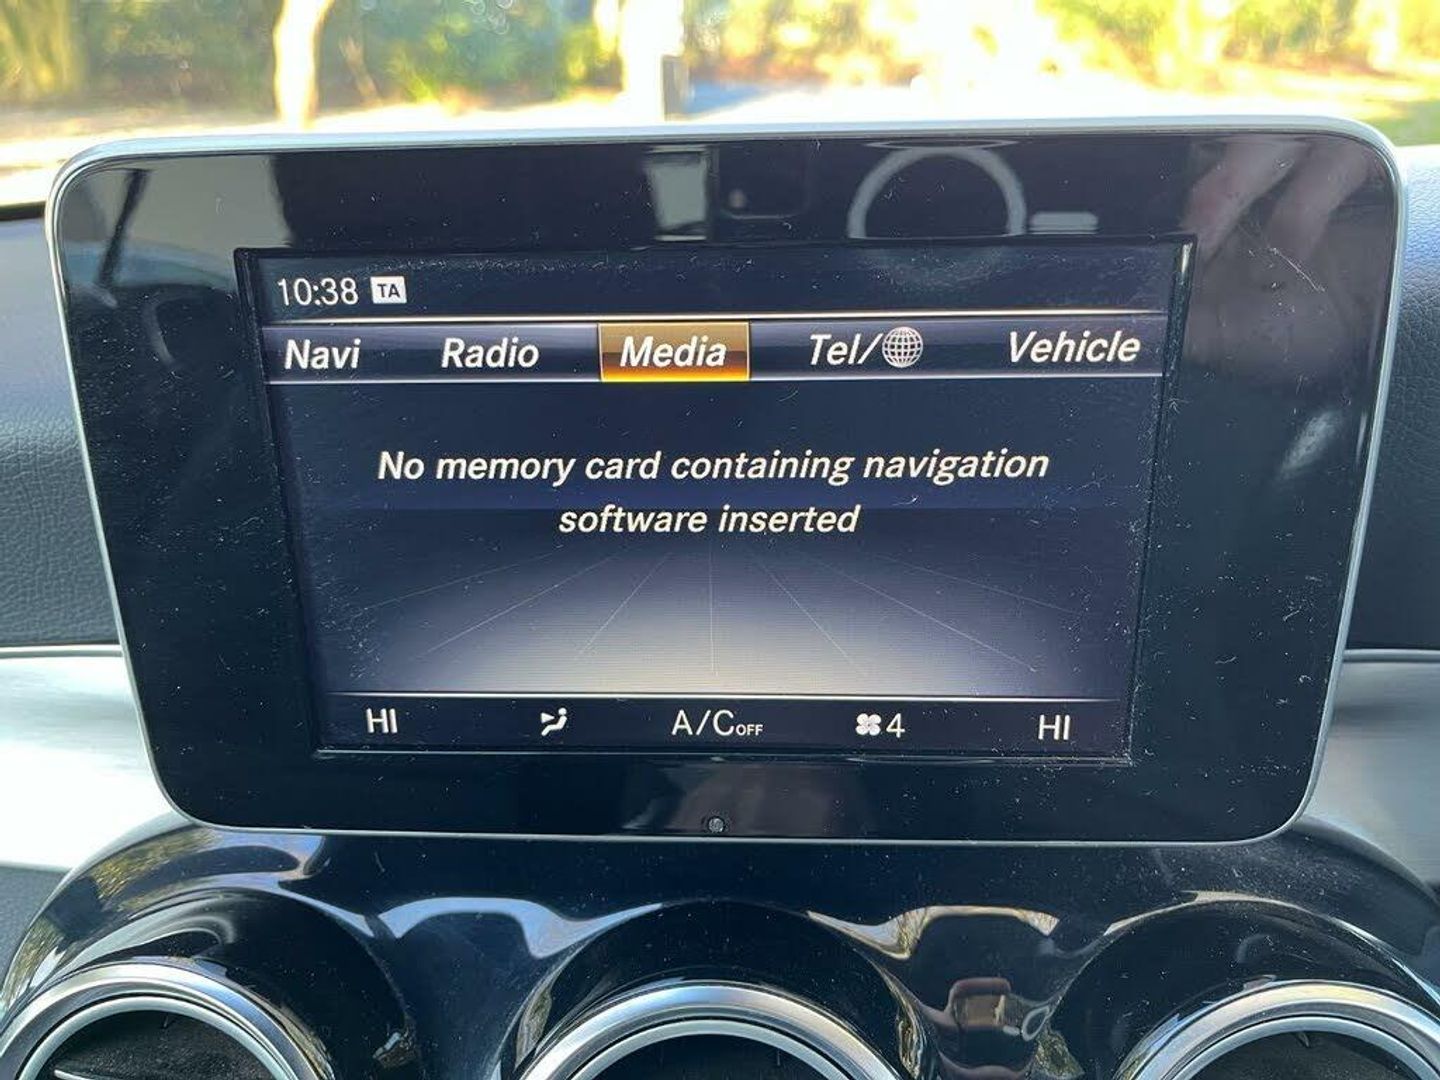 10:38 TA
Navi Radio Media Tel/ Vehicle
No memory card containing navigation
software inserted
HI A/COFF 4 HI